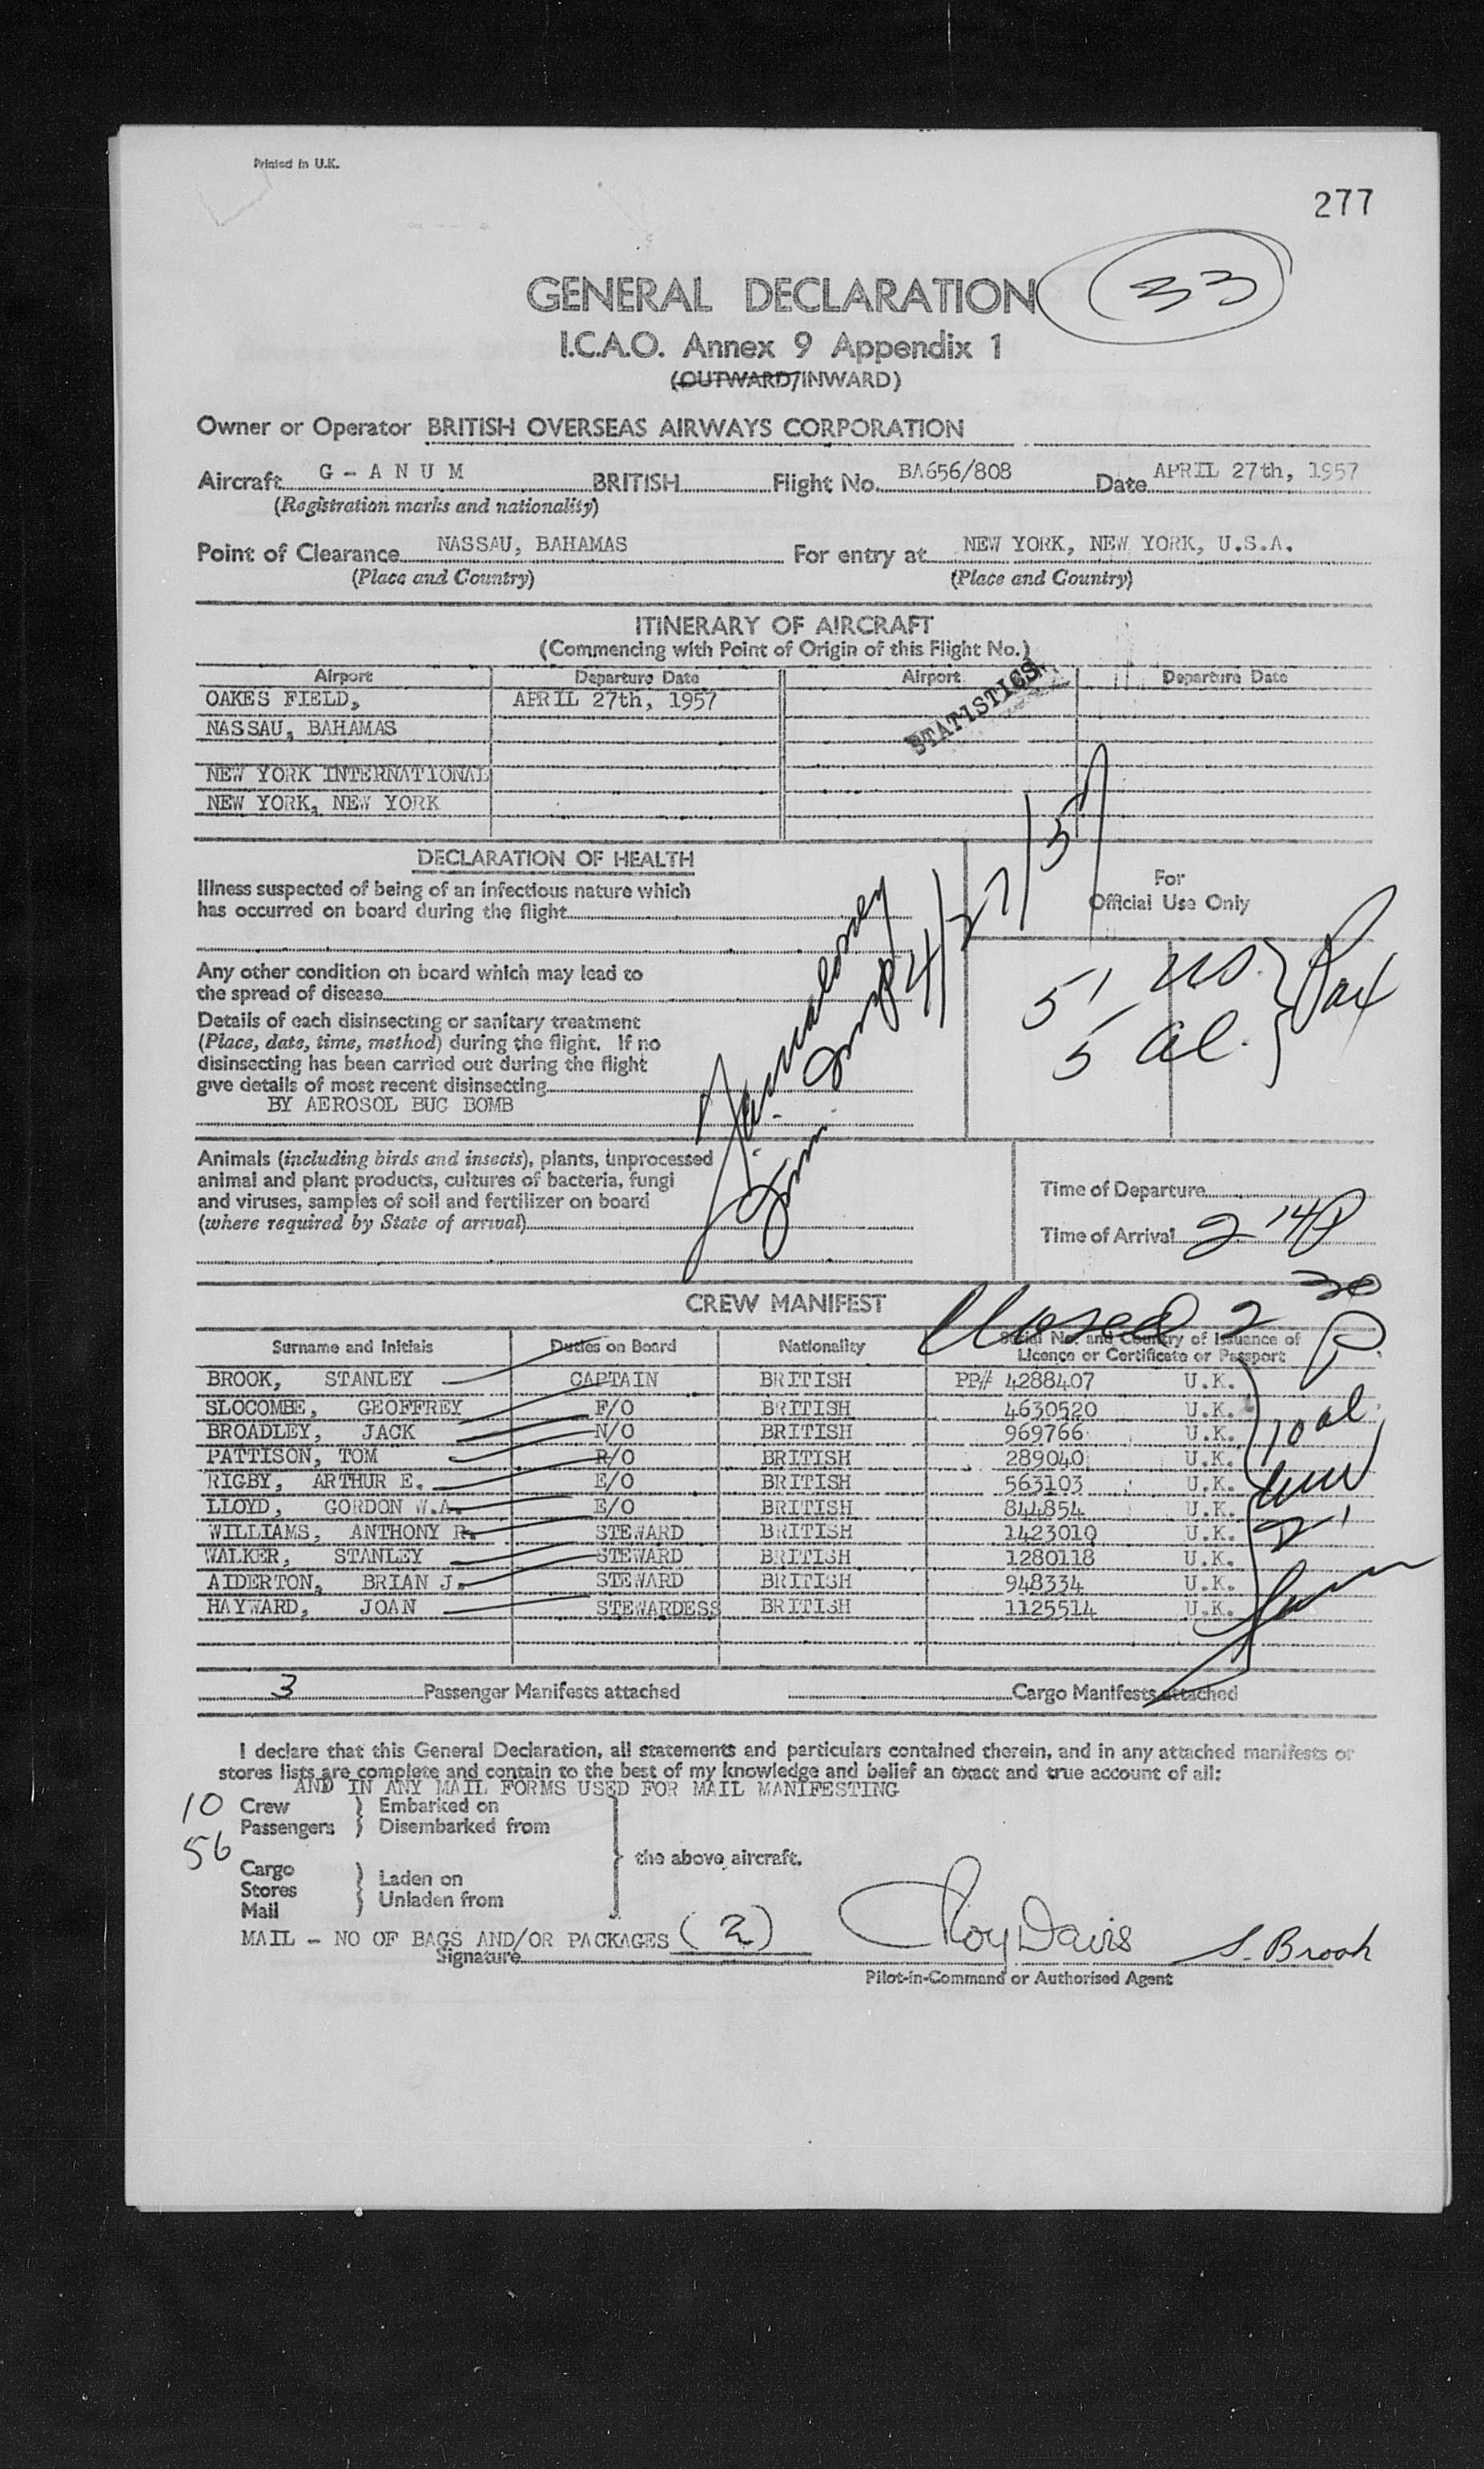 Printed in U.K.
277
GENERAL DECLARATION
33
I.C.A.O. Annex 9 Appendix 1
(OUTWARD/INWARD)
Owner or Operator BRITISH OVERSEAS AIRWAYS CORPORATION
Aircraft G - A N U M BRITISH Flight No. BA656/808 Date APRIL 27th, 1957
(Registration marks and nationality)
Point of Clearance NASSAU, BAHAMAS For entry at NEW YORK, NEW YORK, U.S.A.
(Place and Country) (Place and Country)
ITINERARY OF AIRCRAFT
(Commencing with Point of Origin of this Flight No.)
Airport Departure Date Airport Departure Date
OAKES FIELD, APRIL 27th, 1957
STATISTICS
NASSAU, BAHAMAS
NEW YORK INTERNATIONAL
NEW YORK, NEW YORK
DECLARATION OF HEALTH
Illness suspected of being of an infectious nature which
has occurred on board during the flight
4/27/57
For
Official Use Only
Any other condition on board which may lead to
the spread of disease
51 US.
5 al.
Pax
Details of each disinsecting or sanitary treatment
(Place, date, time, method) during the flight. If no
disinsecting has been carried out during the flight
give details of most recent disinsecting
BY AEROSOL BUG BOMB
Animals (including birds and insects), plants, unprocessed
animal and plant products, cultures of bacteria, fungi
and viruses, samples of soil and fertilizer on board
(where required by State of arrival)
Time of Departure
Time of Arrival 2 14P
CREW MANIFEST
Closed 2 30 P
Surname and Initials Duties on Board Nationality Serial No. and Country of Issuance of
Licence or Certificate or Passport
BROOK, STANLEY CAPTAIN BRITISH PP# 4288407 U.K.
SLOCOMBE, GEOFFREY F/O BRITISH 4630520 U.K.
BROADLEY, JACK N/O BRITISH 969766 U.K.
PATTISON, TOM R/O BRITISH 289040 U.K.
RIGBY, ARTHUR E. E/O BRITISH 563103 U.K.
LLOYD, GORDON W.A. E/O BRITISH 844854 U.K.
WILLIAMS, ANTHONY R. STEWARD BRITISH 1423019 U.K.
WALKER, STANLEY STEWARD BRITISH 1280118 U.K.
AIDERTON, BRIAN J. STEWARD BRITISH 948334 U.K.
HAYWARD, JOAN STEWARDESS BRITISH 1125514 U.K.
10 al.
3 Passenger Manifests attached Cargo Manifests attached
I declare that this General Declaration, all statements and particulars contained therein, and in any attached manifests or
stores lists are complete and contain to the best of my knowledge and belief an exact and true account of all:
AND IN ANY MAIL FORMS USED FOR MAIL MANIFESTING
10 Crew Embarked on
56 Passengers Disembarked from
the above aircraft.
Cargo
Stores Laden on
Mail Unladen from
MAIL - NO OF BAGS AND/OR PACKAGES (2)
Signature Roy Davis S. Brook
Pilot-in-Command or Authorised Agent